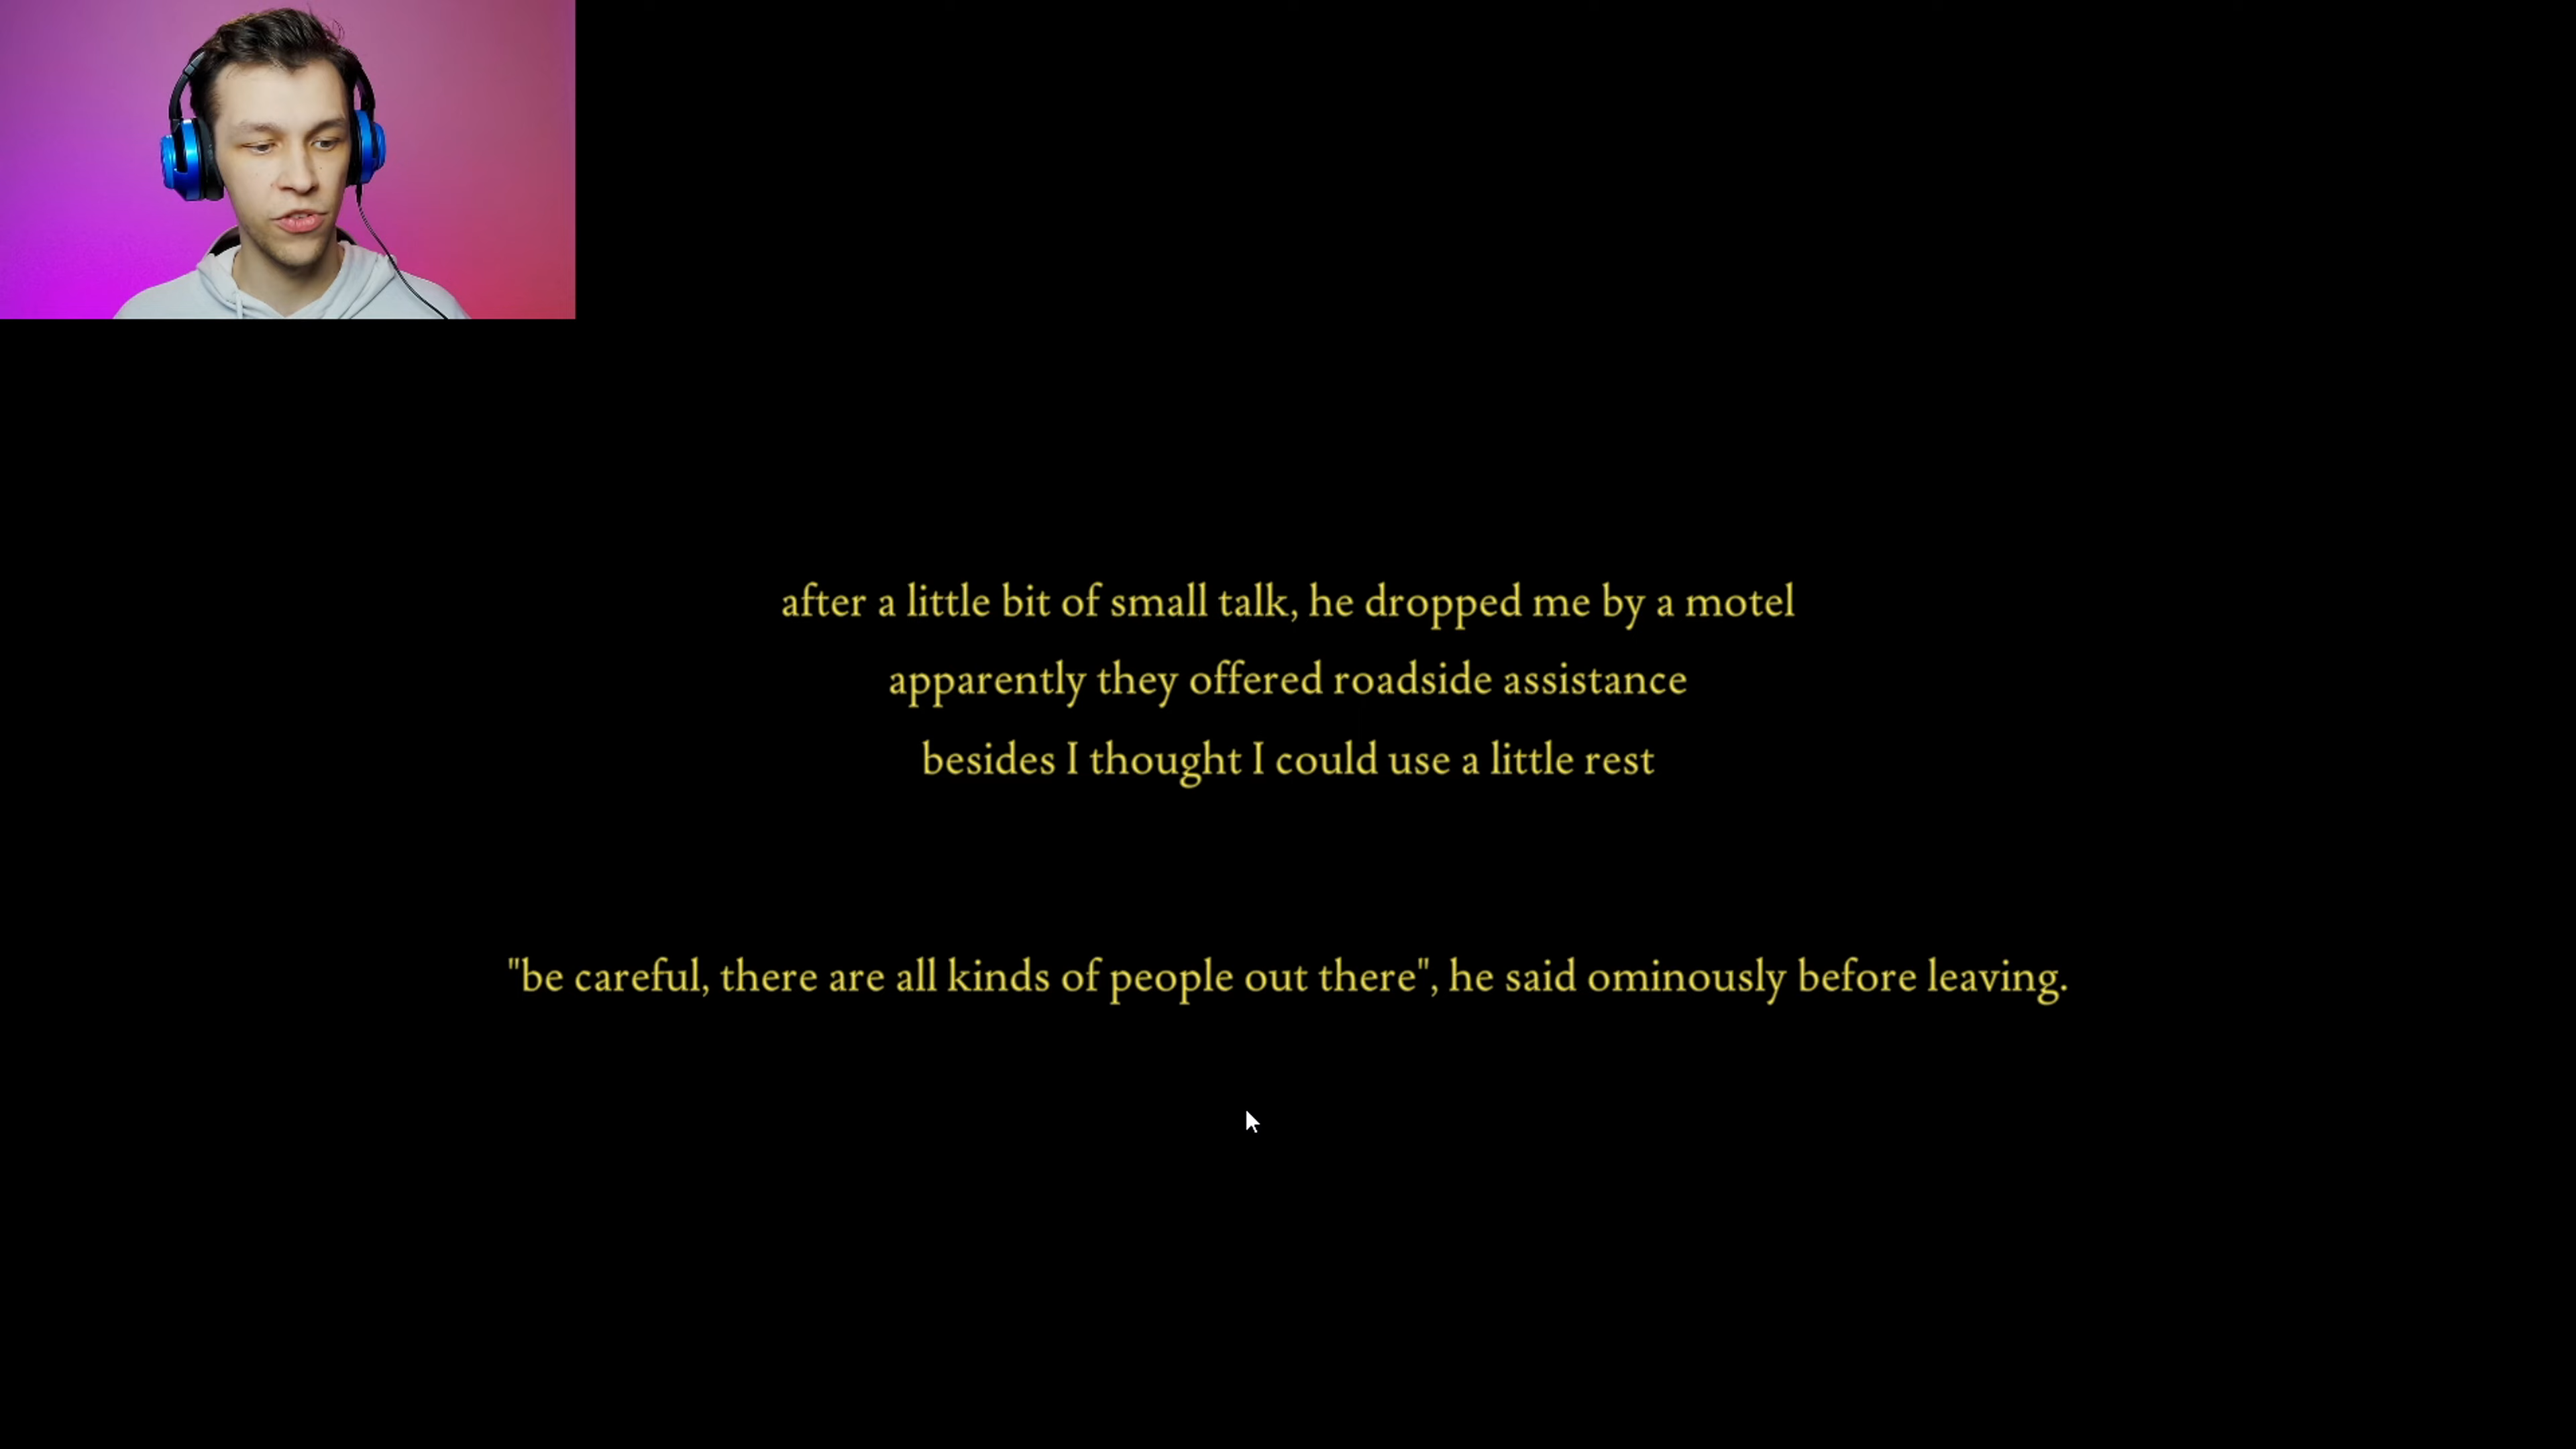 after a little bit of small talk, he dropped me by a motel
apparently they offered roadside assistance
besides I thought I could use a little rest
"be careful, there are all kinds of people out there", he said ominously before leaving.